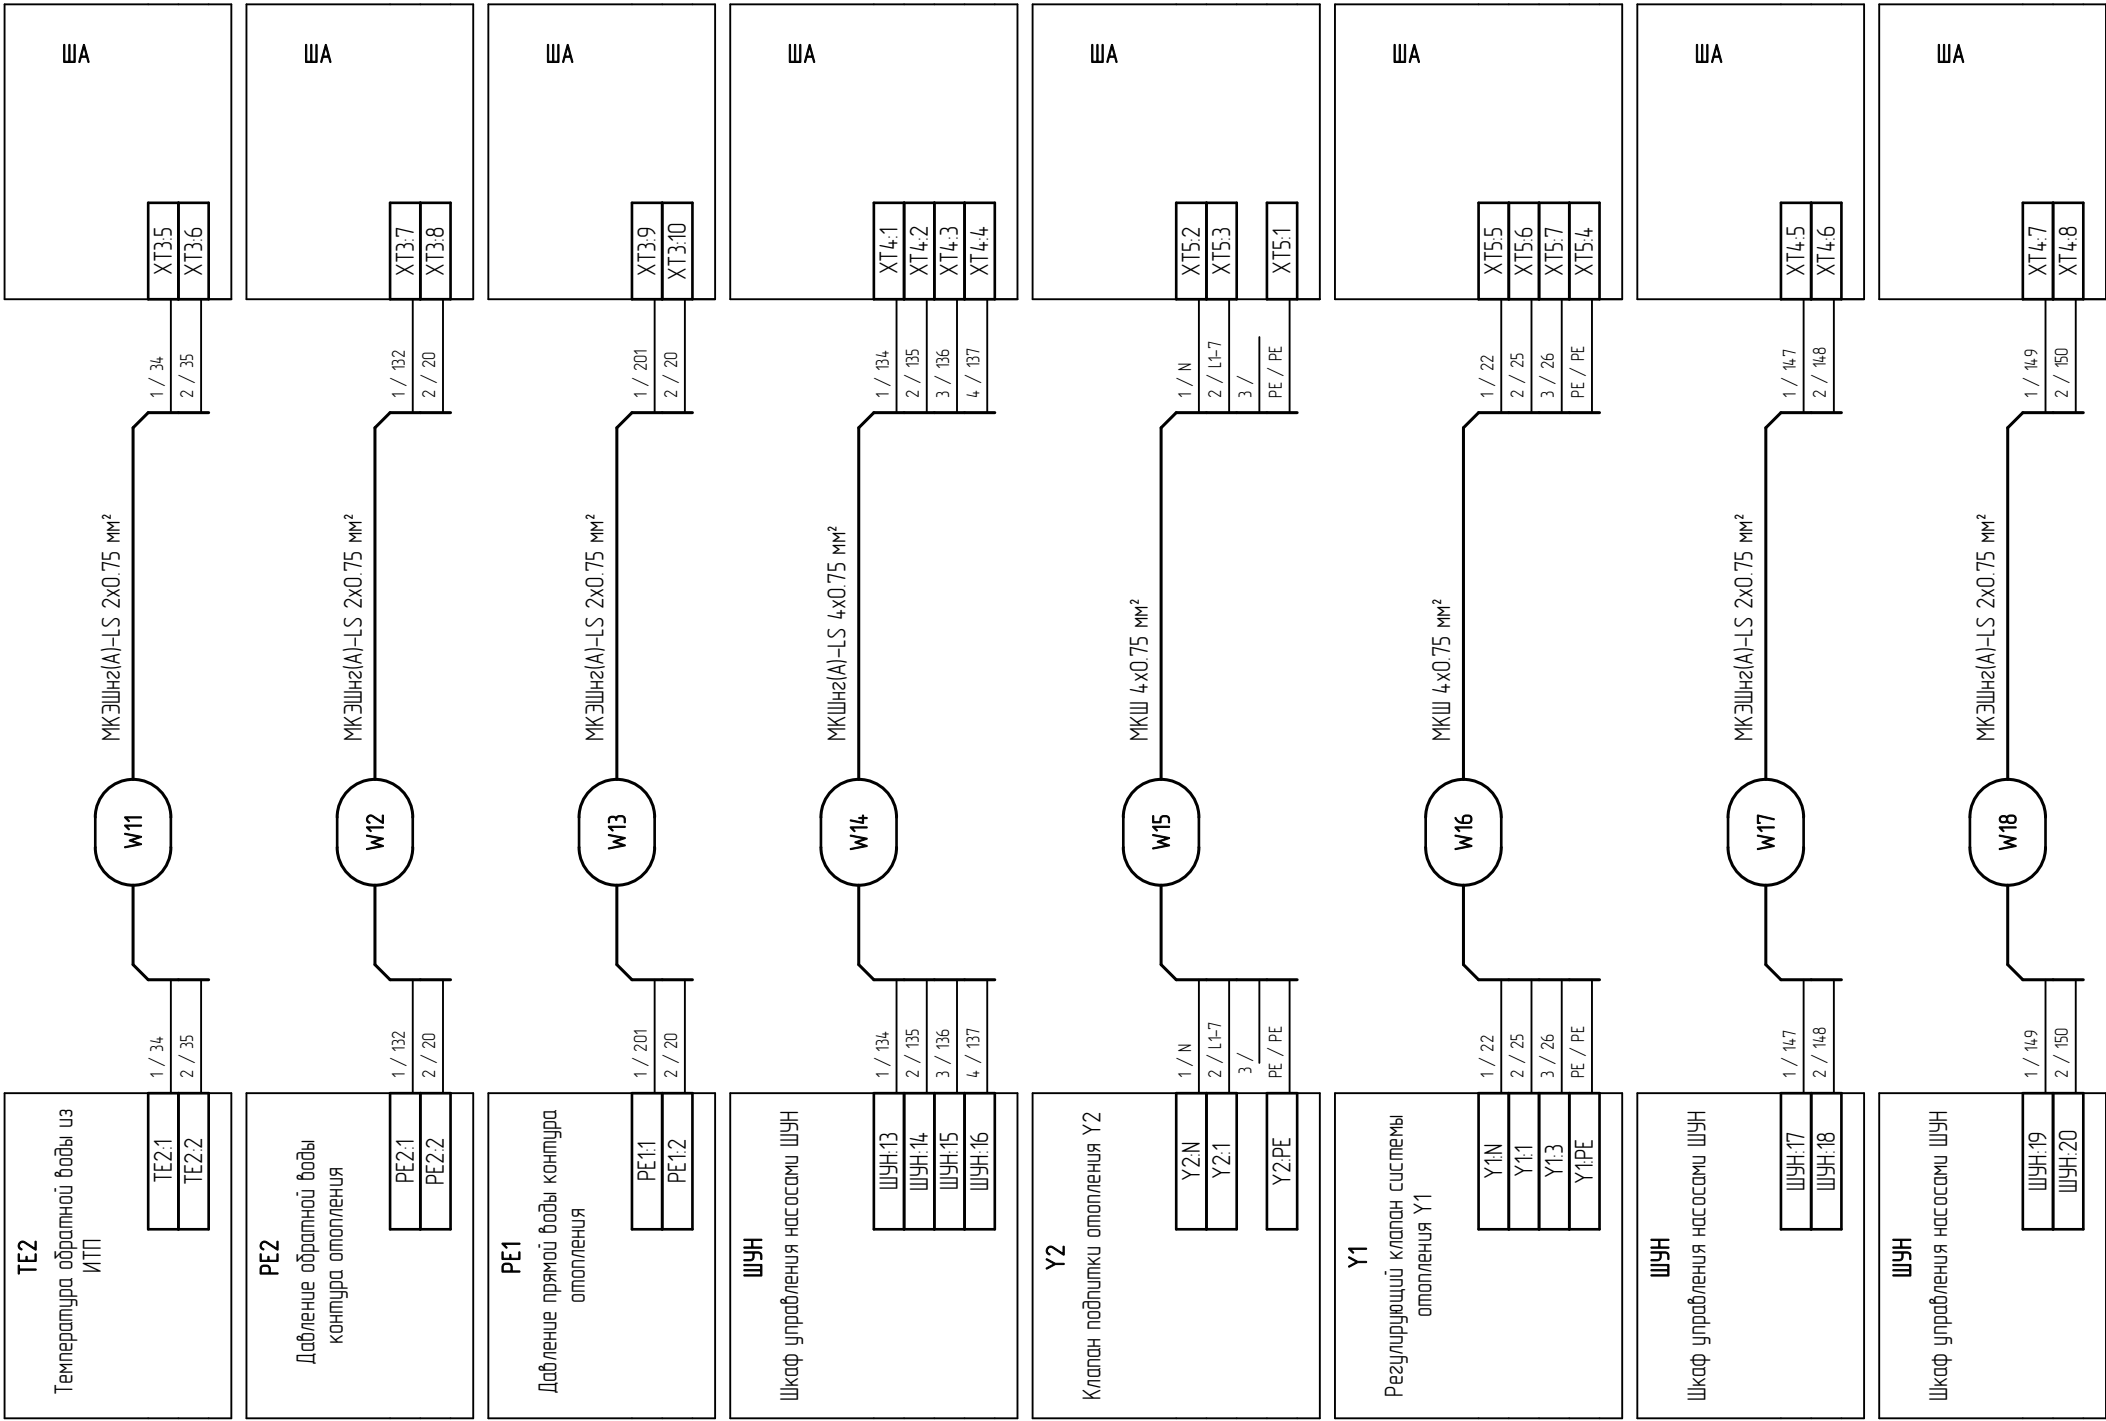 TE2
Температура обратной воды из
ИТП
TE2:1
TE2:2
1 / 34
2 / 35
W11
МКЭШнг(А)-LS 2x0.75 мм²
1 / 34
2 / 35
XT3:5
XT3:6
ША
PE2
Давление обратной воды
контура отопления
PE2:1
PE2:2
1 / 132
2 / 20
W12
МКЭШнг(А)-LS 2x0.75 мм²
1 / 132
2 / 20
XT3:7
XT3:8
ША
PE1
Давление прямой воды контура
отопления
PE1:1
PE1:2
1 / 201
2 / 20
W13
МКЭШнг(А)-LS 2x0.75 мм²
1 / 201
2 / 20
XT3:9
XT3:10
ША
ШУН
Шкаф управления насосами ШУН
ШУН:13
ШУН:14
ШУН:15
ШУН:16
1 / 134
2 / 135
3 / 136
4 / 137
W14
МКШнг(А)-LS 4x0.75 мм²
1 / 134
2 / 135
3 / 136
4 / 137
XT4:1
XT4:2
XT4:3
XT4:4
ША
Y2
Клапан подпитки отопления Y2
Y2:N
Y2:1
Y2:PE
1 / N
2 / L1-7
3 /
PE / PE
W15
МКШ 4x0.75 мм²
1 / N
2 / L1-7
3 /
PE / PE
XT5:2
XT5:3
XT5:1
ША
Y1
Регулирующий клапан системы
отопления Y1
Y1:N
Y1:1
Y1:3
Y1:PE
1 / 22
2 / 25
3 / 26
PE / PE
W16
МКШ 4x0.75 мм²
1 / 22
2 / 25
3 / 26
PE / PE
XT5:5
XT5:6
XT5:7
XT5:4
ША
ШУН
Шкаф управления насосами ШУН
ШУН:17
ШУН:18
1 / 147
2 / 148
W17
МКЭШнг(А)-LS 2x0.75 мм²
1 / 147
2 / 148
XT4:5
XT4:6
ША
ШУН
Шкаф управления насосами ШУН
ШУН:19
ШУН:20
1 / 149
2 / 150
W18
МКЭШнг(А)-LS 2x0.75 мм²
1 / 149
2 / 150
XT4:7
XT4:8
ША